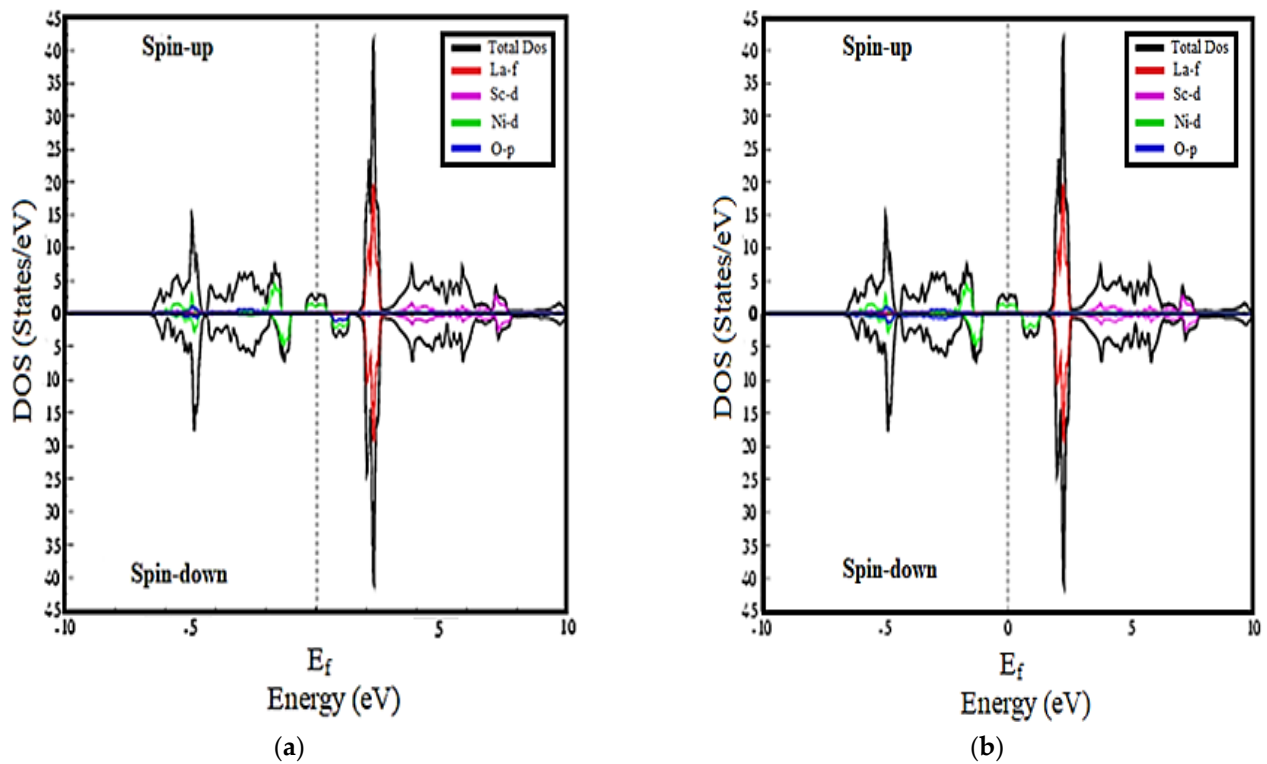 45
40
35
30
25
20
15
10
5
0
5
10
15
20
25
30
35
40
45
DOS (States/eV)
Spin-up
Spin-down
Total Dos
La-f
Sc-d
Ni-d
O-p
-10
-5
5
10
Ef
Energy (eV)
(a)
45
40
35
30
25
20
15
10
5
0
5
10
15
20
25
30
35
40
45
DOS (States/eV)
Spin-up
Spin-down
Total Dos
La-f
Sc-d
Ni-d
O-p
-10
-5
0
5
10
Ef
Energy (eV)
(b)